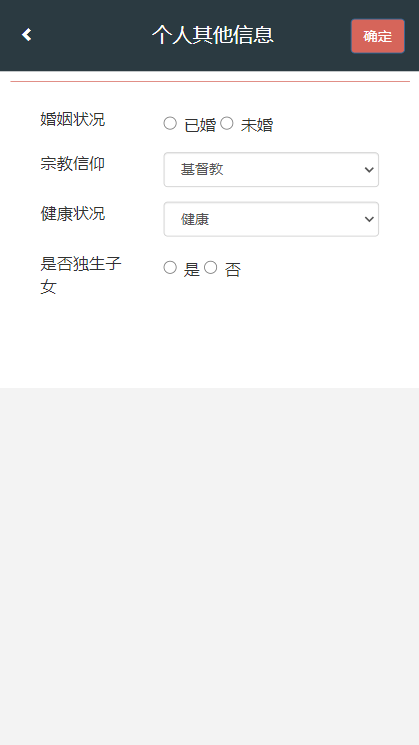 个人其他信息 确定
婚姻状况 已婚 未婚
宗教信仰 基督教
健康状况 健康
是否独生子 是 否
女